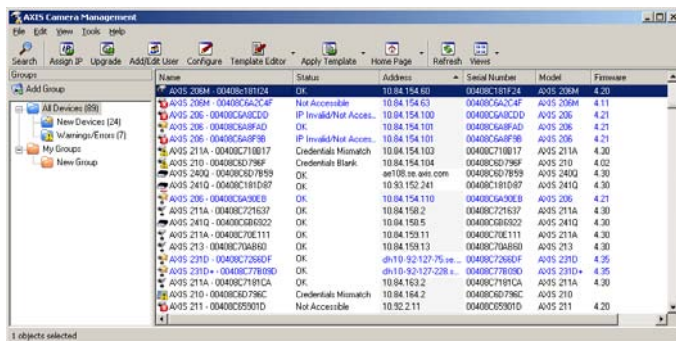 AXIS Camera Management
File Edit View Tools Help
Search Assign IP Upgrade Add/Edit User Configure Template Editor Apply Template Home Page Refresh Views
Groups
Add Group
All Devices (89)
New Devices (24)
Warnings/Errors (7)
My Groups
New Group
Name Status Address Serial Number Model Firmware
AXIS 206M - 00408c181f24 OK 10.84.154.60 00408C181F24 AXIS 206M 4.20
AXIS 206M - 00408C6A2C4F Not Accessible 10.84.154.63 00408C6A2C4F AXIS 206M 4.11
AXIS 206 - 00408C6A8CDD IP Invalid/Not Acces... 10.84.154.100 00408C6A8CDD AXIS 206 4.21
AXIS 206 - 00408C6A8FAD OK 10.84.154.101 00408C6A8FAD AXIS 206 4.21
AXIS 206 - 00408C6A8F9B IP Invalid/Not Acces... 10.84.154.101 00408C6A8F9B AXIS 206 4.21
AXIS 211A - 00408C718B17 Credentials Mismatch 10.84.154.103 00408C718B17 AXIS 211A 4.30
AXIS 210 - 00408C6D796F Credentials Blank 10.84.154.104 00408C6D796F AXIS 210 4.02
AXIS 240Q - 00408C6D7B59 OK ae108.se.axis.com 00408C6D7B59 AXIS 240Q 4.30
AXIS 241Q - 00408C181D87 OK 10.93.152.241 00408C181D87 AXIS 241Q 4.30
AXIS 206 - 00408C6A90EB OK 10.84.154.110 00408C6A90EB AXIS 206 4.21
AXIS 211A - 00408C721637 OK 10.84.158.2 00408C721637 AXIS 211A 4.30
AXIS 241Q - 00408C6B6922 OK 10.84.158.5 00408C6B6922 AXIS 241Q 4.30
AXIS 211A - 00408C70E111 OK 10.84.159.11 00408C70E111 AXIS 211A 4.30
AXIS 213 - 00408C70AB60 OK 10.84.159.13 00408C70AB60 AXIS 213 4.30
AXIS 231D - 00408C7266DF OK dh10-92-127-75.se... 00408C7266DF AXIS 231D 4.35
AXIS 231D+ - 00408C77B09D OK dh10-92-127-228.s... 00408C77B09D AXIS 231D+ 4.35
AXIS 211A - 00408C7181CA OK 10.84.163.2 00408C7181CA AXIS 211A 4.30
AXIS 210 - 00408C6D796C Credentials Mismatch 10.84.164.2 00408C6D796C AXIS 210
AXIS 211 - 00408C65901D Not Accessible 10.92.2.11 00408C65901D AXIS 211 4.20
1 objects selected